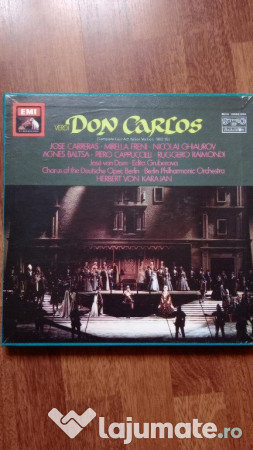 EMI
VERDI DON CARLOS
JOSE CARRERAS · MIRELLA FRENI · NICOLAI GHIAUROV
AGNES BALTSA · PIERO CAPPUCCILLI · RUGGERO RAIMONDI
José van Dam · Edita Gruberova
Chorus of the Deutsche Oper Berlin · Berlin Philharmonic Orchestra
HERBERT VON KARAJAN
lajumate.ro